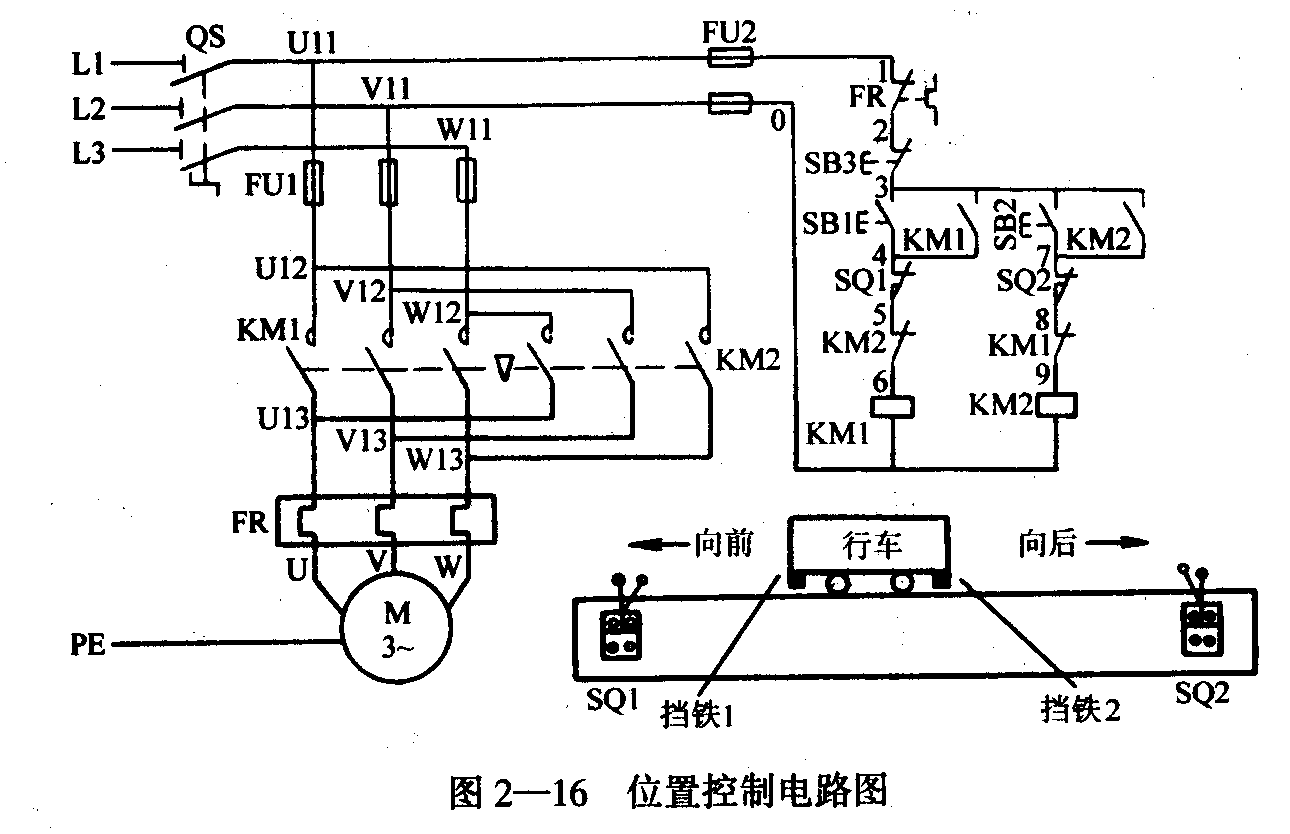 QS
U11
FU2
L1
V11
1
FR
L2
0
W11
2
L3
SB3
FU1
3
SB1
KM1
SB2
KM2
U12
4
7
V12
SQ1
SQ2
W12
5
8
KM1
KM2
KM2
KM1
6
9
U13
KM1
KM2
V13
W13
FR
向前
行车
向后
U
V
W
M
3~
PE
SQ1
挡铁1
挡铁2
SQ2
图 2—16 位置控制电路图